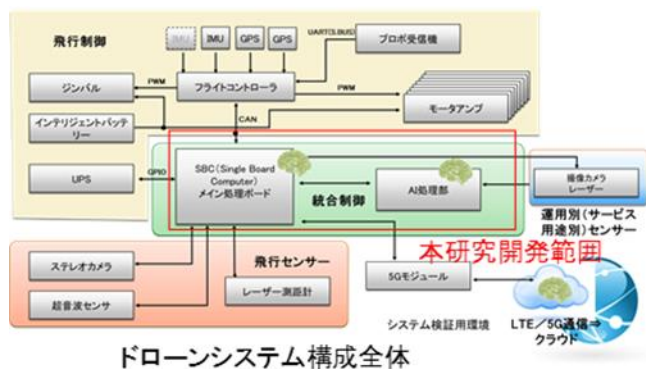 飛行制御
IMU
IMU
GPS
GPS
UART(S.BUS)
プロポ受信機
ジンバル
PWM
フライトコントローラ
PWM
モータアンプ
インテリジェントバッテ
リー
CAN
UPS
GPIO
SBC(Single Board
Computer)
メイン処理ボード
統合制御
AI処理部
撮像カメラ
レーザー
運用別(サービス
用途別)センサー
本研究開発範囲
ステレオカメラ
飛行センサー
超音波センサ
レーザー測距計
5Gモジュール
システム検証用環境
LTE/5G通信⇒
クラウド
ドローンシステム構成全体